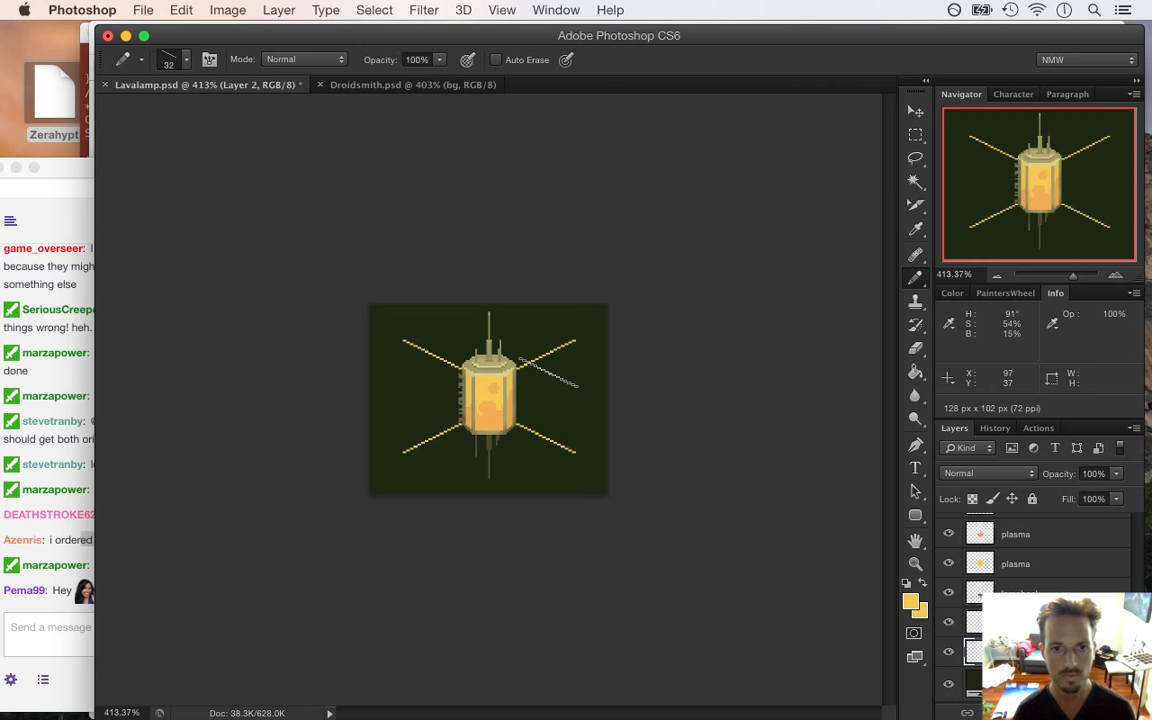 Photoshop File Edit Image Layer Type Select Filter 3D View Window Help
Adobe Photoshop CS6
32 Mode: Normal Opacity: 100% Auto Erase NMW
Lavalamp.psd @ 413% (Layer 2, RGB/8) * Droidsmith.psd @ 403% (bg, RGB/8)
Zerahypt
game_overseer: I
because they migh
something else
SeriousCreepe
things wrong! heh.
marzapower:
done
marzapower:
stevetranby: @
should get both ori
stevetranby: le
marzapower:
DEATHSTROKE62
Azenris: i ordered
marzapower:
Pema99: Hey
Send a message
Navigator Character Paragraph
413.37%
Color PaintersWheel Info
H: 91° Op: 100%
S: 54%
B: 15%
X: 97 W:
Y: 37 H:
128 px x 102 px (72 ppi)
Layers History Actions
Kind
Normal Opacity: 100%
Lock: Fill: 100%
plasma
plasma
413.37% Doc: 38.3K/628.0K